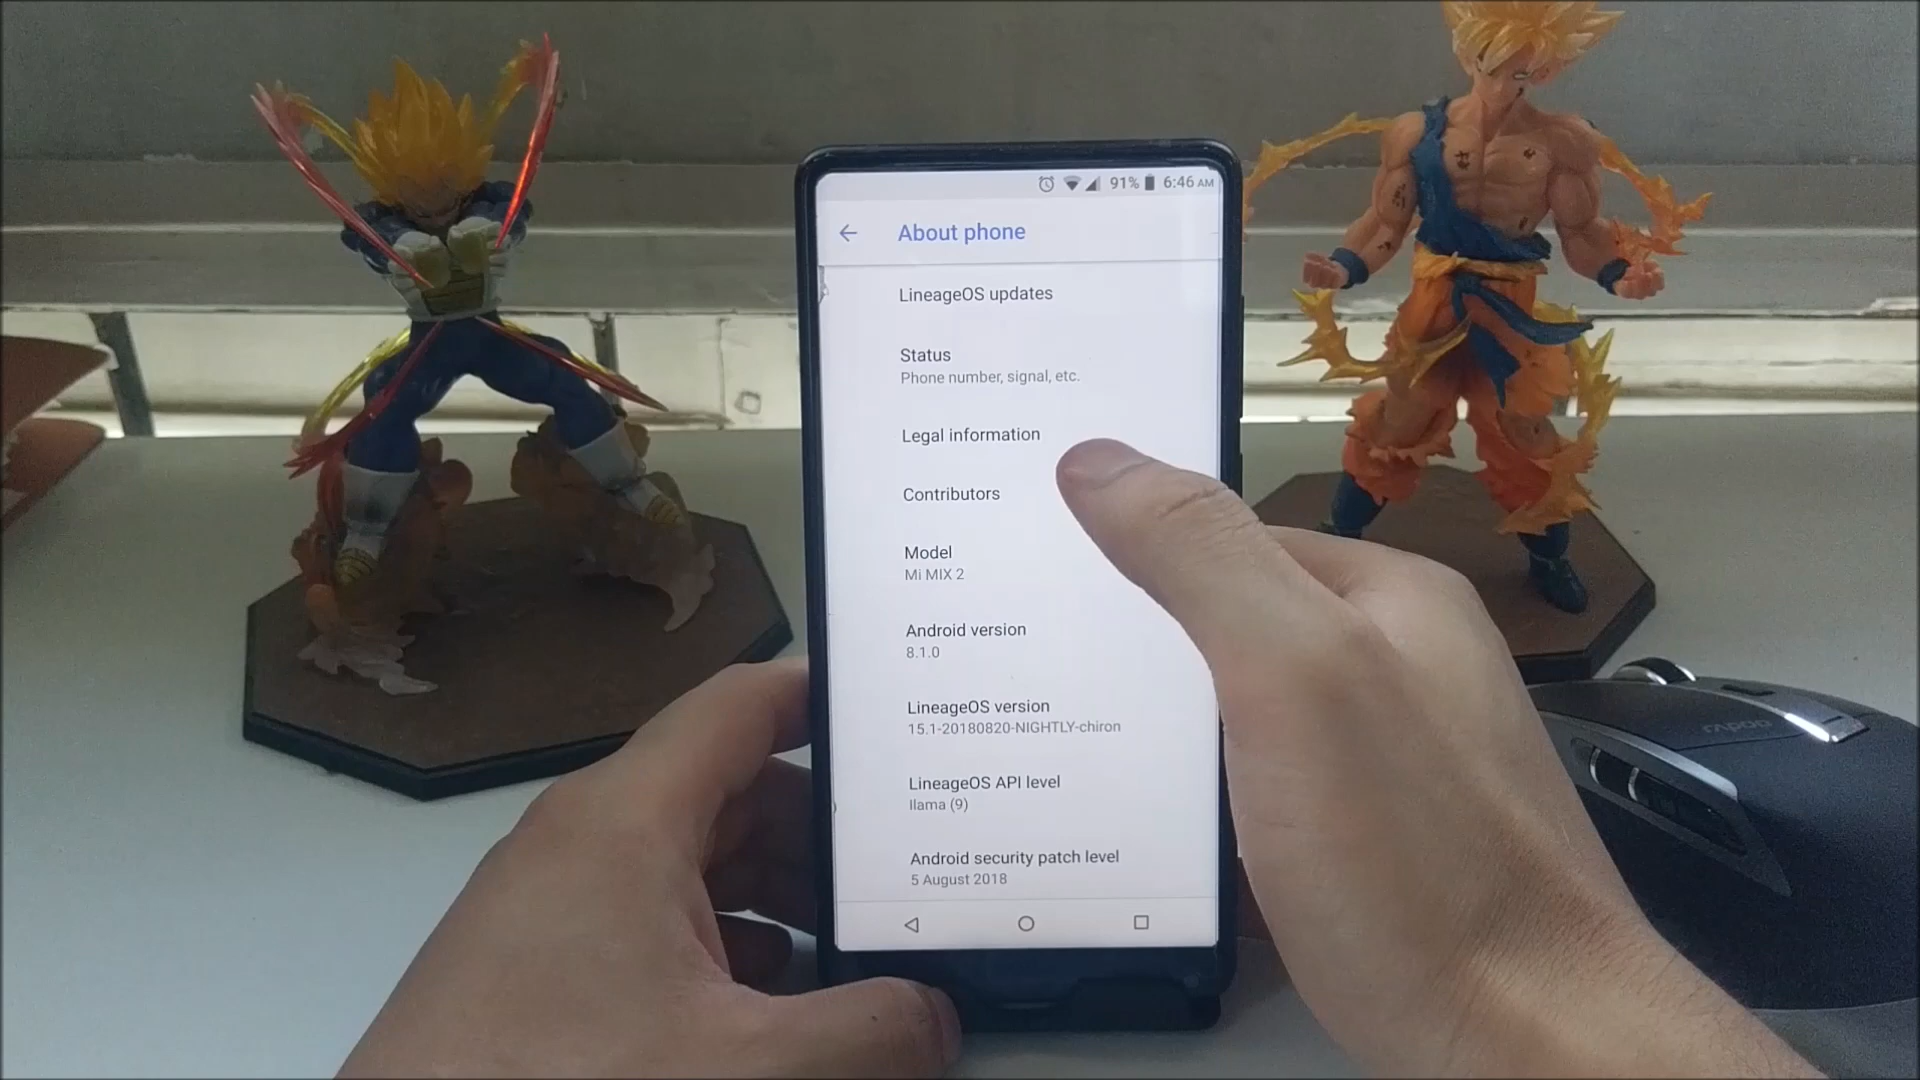 91% 6:46 AM
About phone
LineageOS updates
Status
Phone number, signal, etc.
Legal information
Contributors
Model
Mi MIX 2
Android version
8.1.0
LineageOS version
15.1-20180820-NIGHTLY-chiron
LineageOS API level
Ilama (9)
Android security patch level
5 August 2018
rapoo